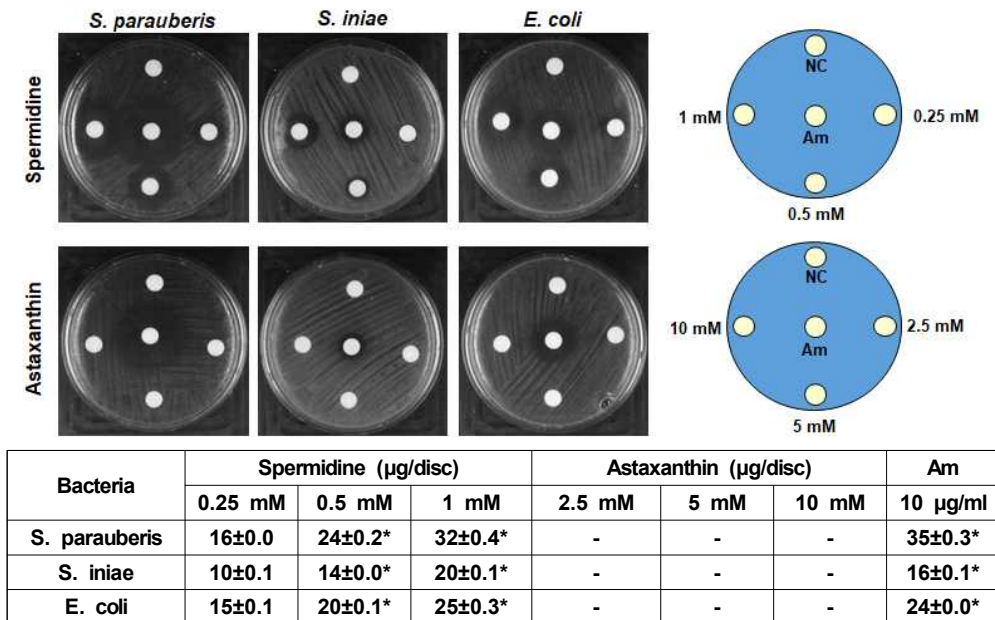 S. parauberis S. iniae E. coli
Spermidine
NC
1 mM Am 0.25 mM
0.5 mM
Astaxanthin
NC
10 mM Am 2.5 mM
5 mM
Bacteria Spermidine (µg/disc) Astaxanthin (µg/disc) Am
0.25 mM 0.5 mM 1 mM 2.5 mM 5 mM 10 mM 10 µg/ml
S. parauberis 16±0.0 24±0.2* 32±0.4* - - - 35±0.3*
S. iniae 10±0.1 14±0.0* 20±0.1* - - - 16±0.1*
E. coli 15±0.1 20±0.1* 25±0.3* - - - 24±0.0*